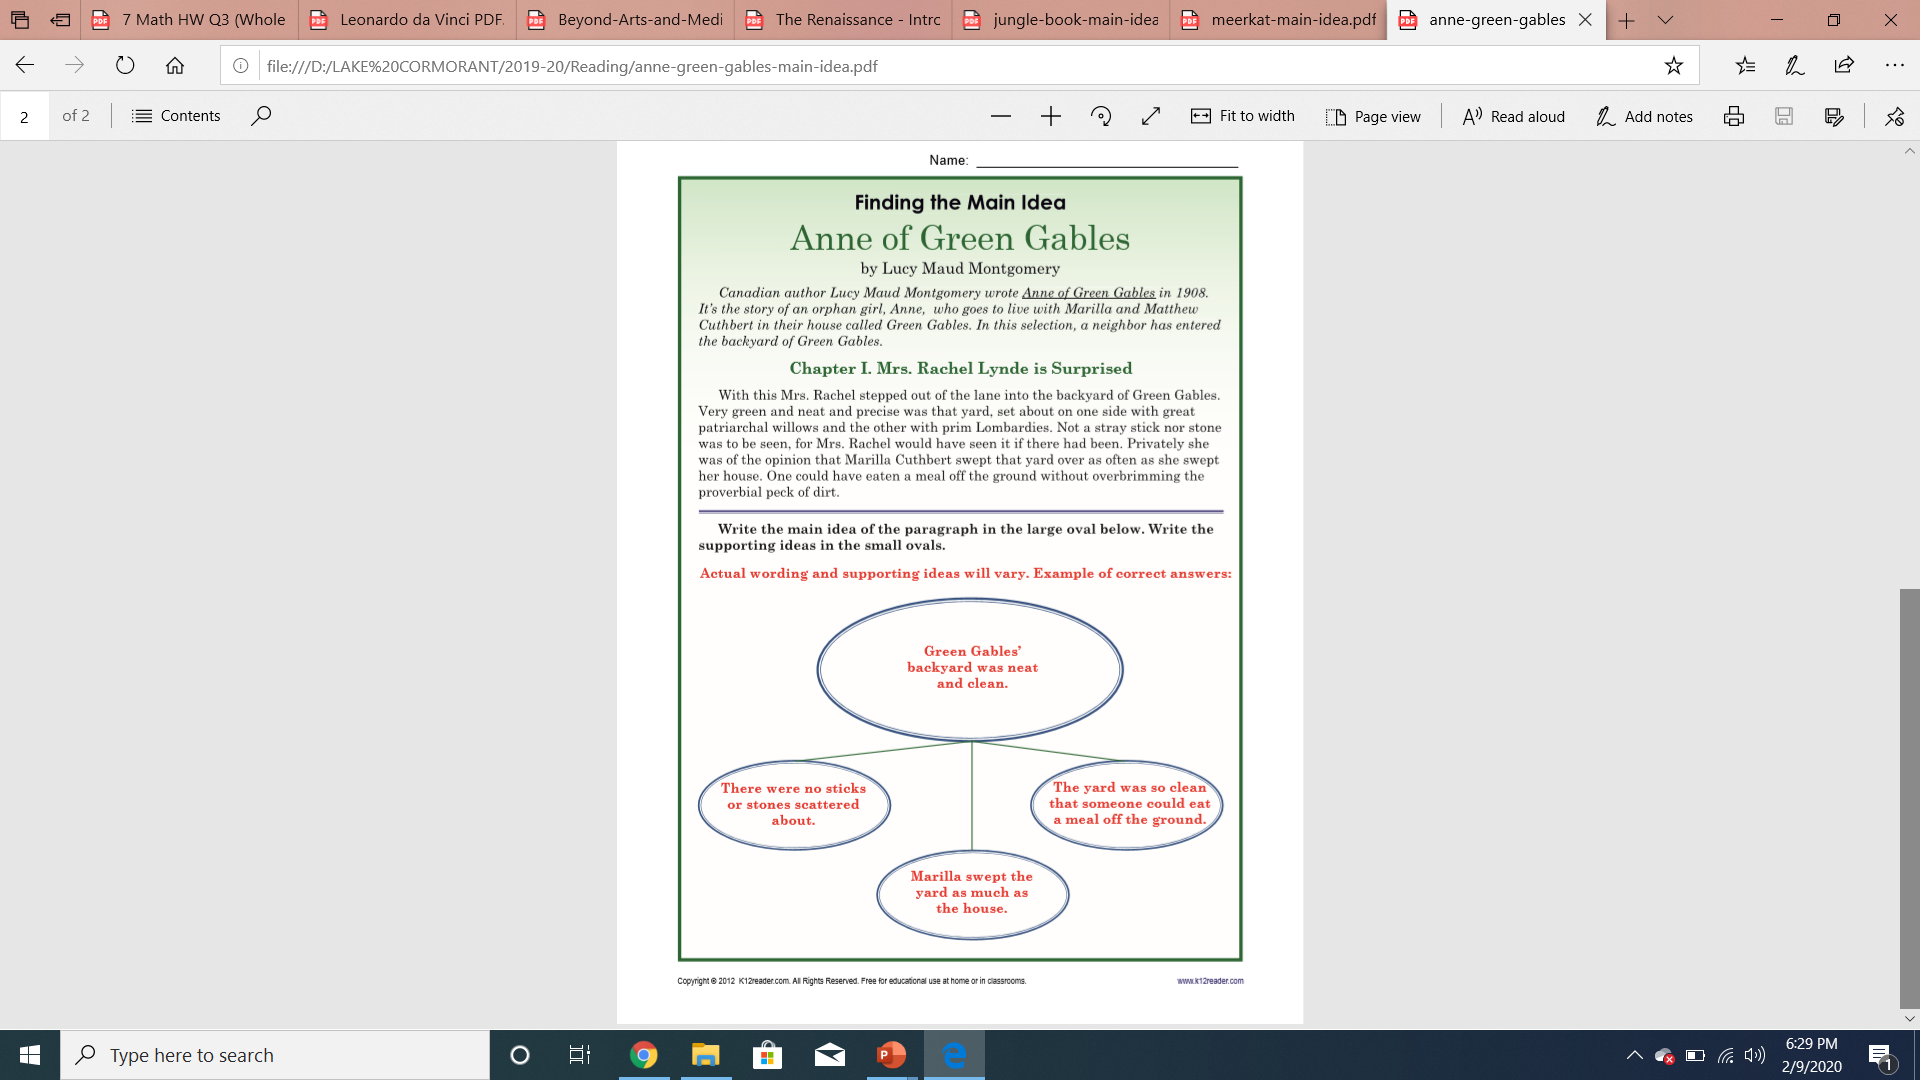 7 Math HW Q3 (Whole
Leonardo da Vinci PDF.
Beyond-Arts-and-Medi
The Renaissance - Intro
jungle-book-main-idea
meerkat-main-idea.pdf
anne-green-gables
file:///D:/LAKE%20CORMORANT/2019-20/Reading/anne-green-gables-main-idea.pdf
2 of 2
Contents
Fit to width
Page view
Read aloud
Add notes
Name:
Finding the Main Idea
Anne of Green Gables
by Lucy Maud Montgomery
Canadian author Lucy Maud Montgomery wrote Anne of Green Gables in 1908.
It's the story of an orphan girl, Anne, who goes to live with Marilla and Matthew
Cuthbert in their house called Green Gables. In this selection, a neighbor has entered
the backyard of Green Gables.
Chapter I. Mrs. Rachel Lynde is Surprised
With this Mrs. Rachel stepped out of the lane into the backyard of Green Gables.
Very green and neat and precise was that yard, set about on one side with great
patriarchal willows and the other with prim Lombardies. Not a stray stick nor stone
was to be seen, for Mrs. Rachel would have seen it if there had been. Privately she
was of the opinion that Marilla Cuthbert swept that yard over as often as she swept
her house. One could have eaten a meal off the ground without overbrimming the
proverbial peck of dirt.
Write the main idea of the paragraph in the large oval below. Write the
supporting ideas in the small ovals.
Actual wording and supporting ideas will vary. Example of correct answers:
Green Gables'
backyard was neat
and clean.
There were no sticks
or stones scattered
about.
The yard was so clean
that someone could eat
a meal off the ground.
Marilla swept the
yard as much as
the house.
Copyright © 2012 K12reader.com. All Rights Reserved. Free for educational use at home or in classrooms.
www.k12reader.com
Type here to search
6:29 PM
2/9/2020
1